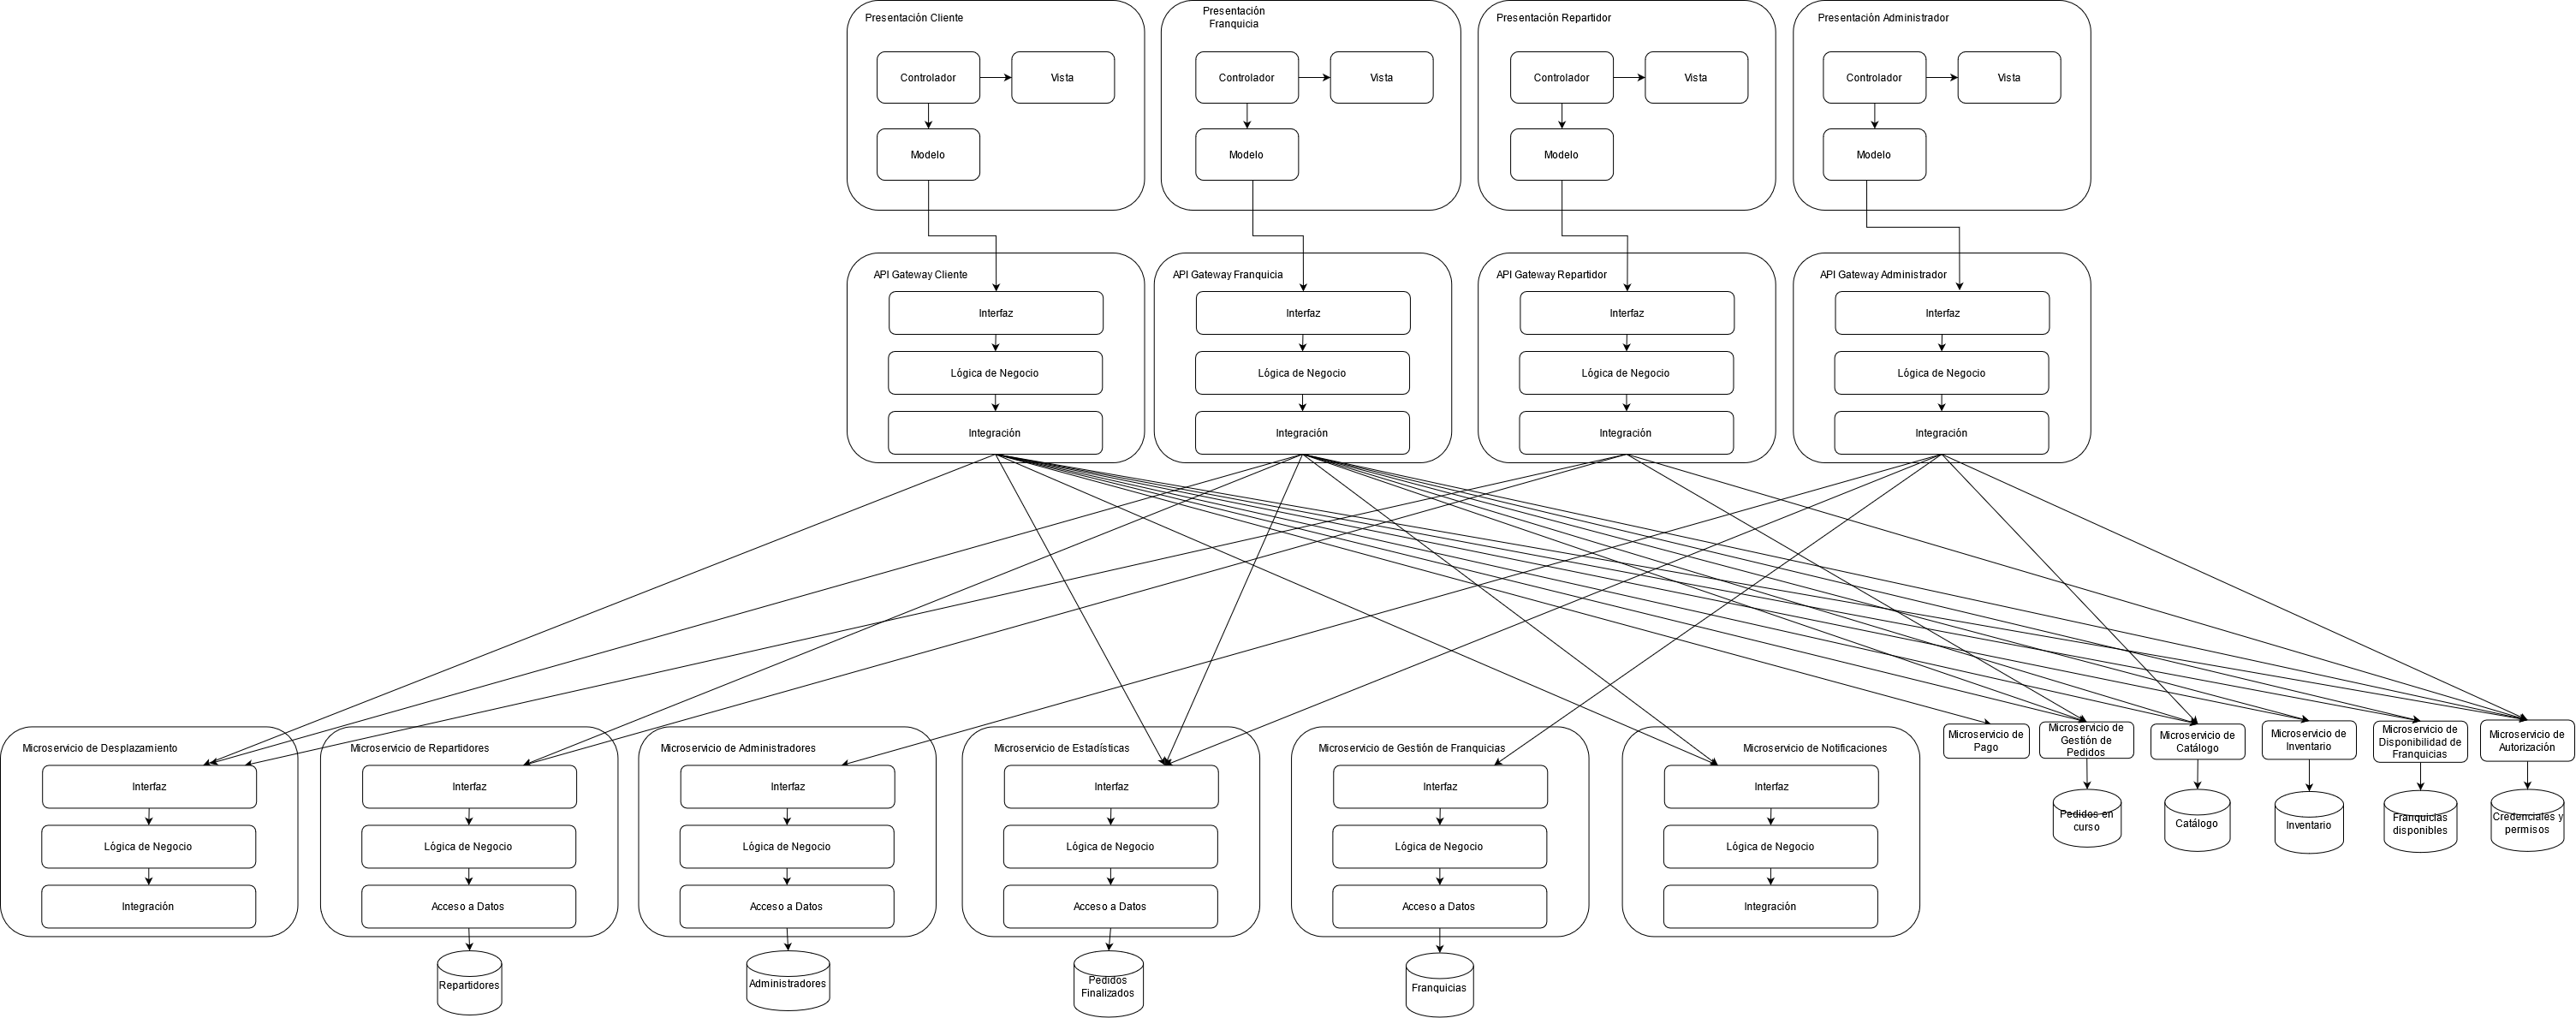 Presentación Cliente
Controlador
Vista
Modelo
Presentación
Franquicia
Controlador
Vista
Modelo
Presentación Repartidor
Controlador
Vista
Modelo
Presentación Administrador
Controlador
Vista
Modelo
API Gateway Cliente
Interfaz
Lógica de Negocio
Integración
API Gateway Franquicia
Interfaz
Lógica de Negocio
Integración
API Gateway Repartidor
Interfaz
Lógica de Negocio
Integración
API Gateway Administrador
Interfaz
Lógica de Negocio
Integración
Microservicio de Desplazamiento
Interfaz
Lógica de Negocio
Integración
Microservicio de Repartidores
Interfaz
Lógica de Negocio
Acceso a Datos
Repartidores
Microservicio de Administradores
Interfaz
Lógica de Negocio
Acceso a Datos
Administradores
Microservicio de Estadísticas
Interfaz
Lógica de Negocio
Acceso a Datos
Pedidos
Finalizados
Microservicio de Gestión de Franquicias
Interfaz
Lógica de Negocio
Acceso a Datos
Franquicias
Microservicio de Notificaciones
Interfaz
Lógica de Negocio
Integración
Microservicio de
Pago
Microservicio de
Gestión de
Pedidos
Pedidos en
curso
Microservicio de
Catálogo
Catálogo
Microservicio de
Inventario
Inventario
Microservicio de
Disponibilidad de
Franquicias
Franquicias
disponibles
Microservicio de
Autorización
Credenciales y
permisos